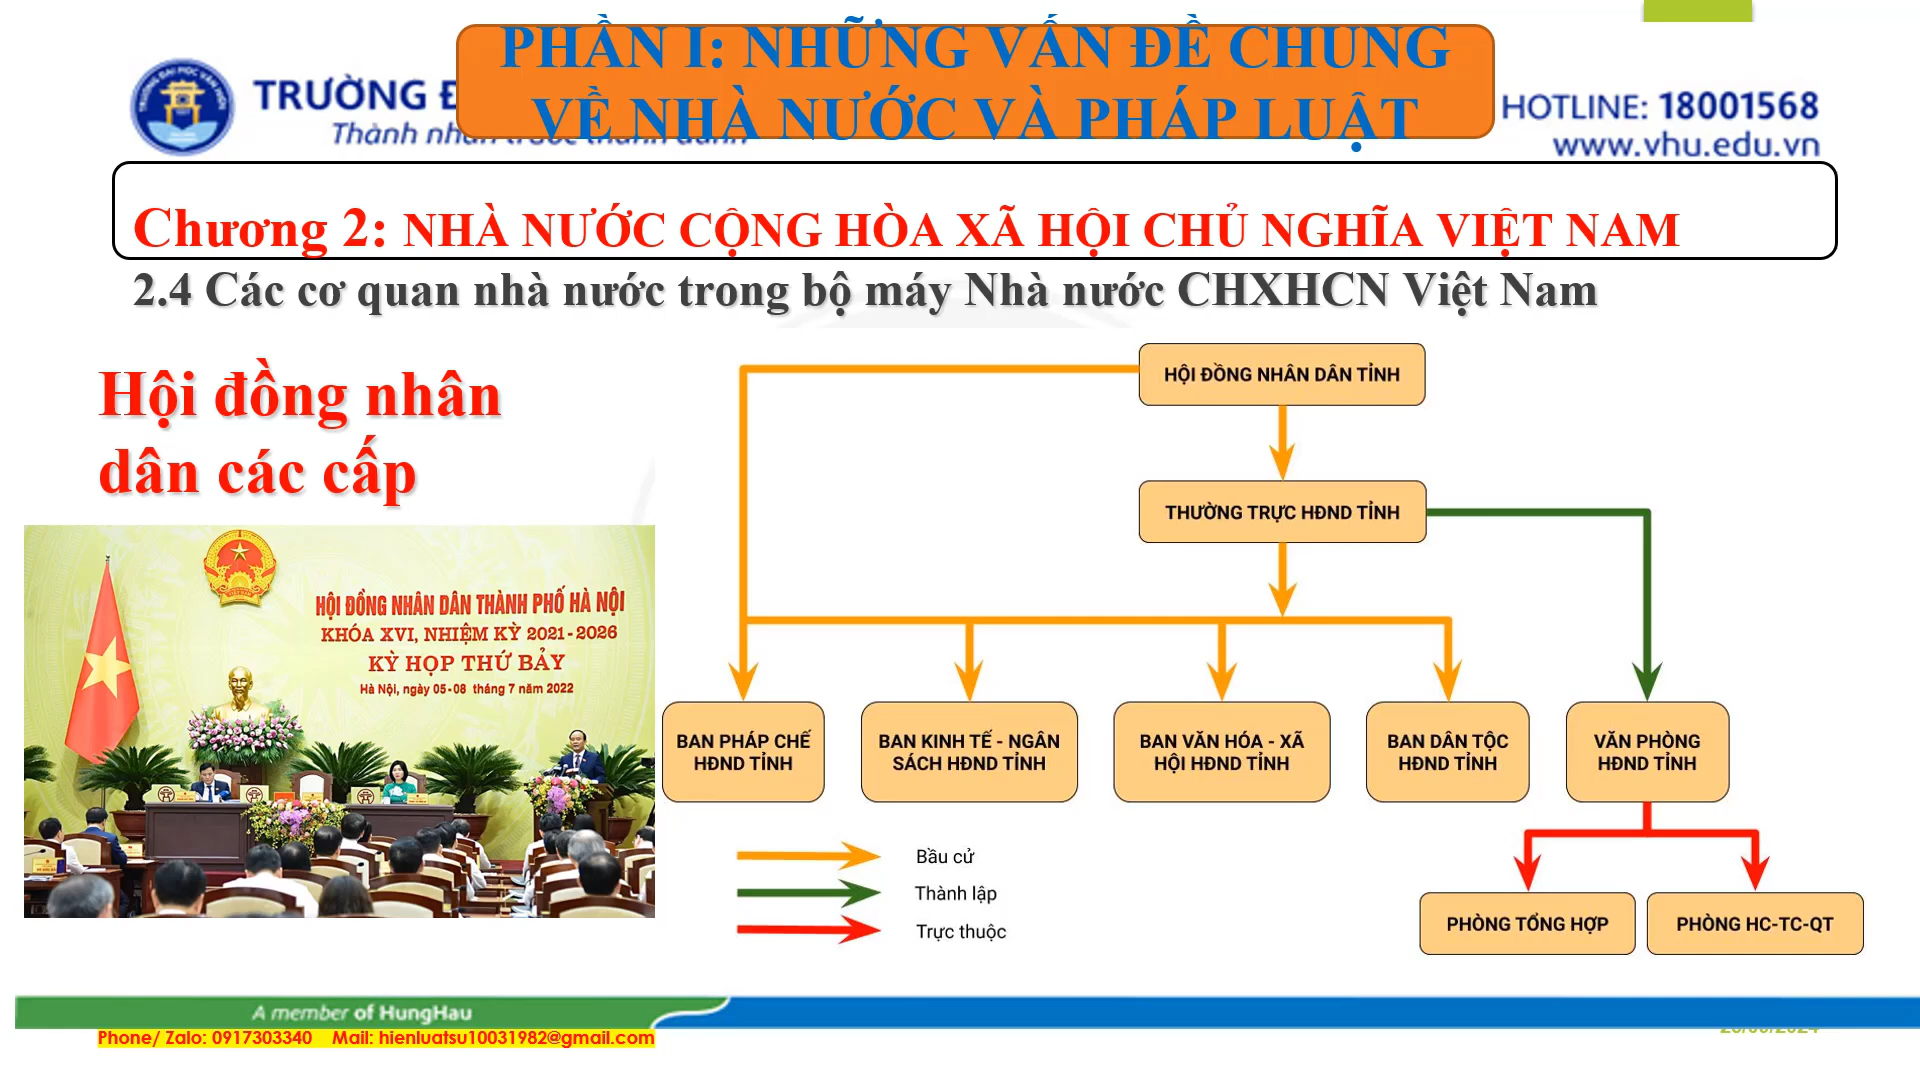 PHẦN I: NHỮNG VẤN ĐỀ CHUNG
VỀ NHÀ NƯỚC VÀ PHÁP LUẬT
TRƯỜNG Đ
HOTLINE: 18001568
www.vhu.edu.vn
Chương 2: NHÀ NƯỚC CỘNG HÒA XÃ HỘI CHỦ NGHĨA VIỆT NAM
2.4 Các cơ quan nhà nước trong bộ máy Nhà nước CHXHCN Việt Nam
Hội đồng nhân
dân các cấp
HỘI ĐỒNG NHÂN DÂN THÀNH PHỐ HÀ NỘI
KHÓA XVI, NHIỆM KỲ 2021-2026
KỲ HỌP THỨ BẢY
Hà Nội, ngày 05-08 tháng 7 năm 2022
HỘI ĐỒNG NHÂN DÂN TỈNH
THƯỜNG TRỰC HĐND TỈNH
BAN PHÁP CHẾ
HĐND TỈNH
BAN KINH TẾ - NGÂN
SÁCH HĐND TỈNH
BAN VĂN HÓA - XÃ
HỘI HĐND TỈNH
BAN DÂN TỘC
HĐND TỈNH
VĂN PHÒNG
HĐND TỈNH
Bầu cử
Thành lập
Trực thuộc
PHÒNG TỔNG HỢP
PHÒNG HC-TC-QT
A member of HungHau
Phone/ Zalo: 0917303340 Mail: hienluatsu10031982@gmail.com